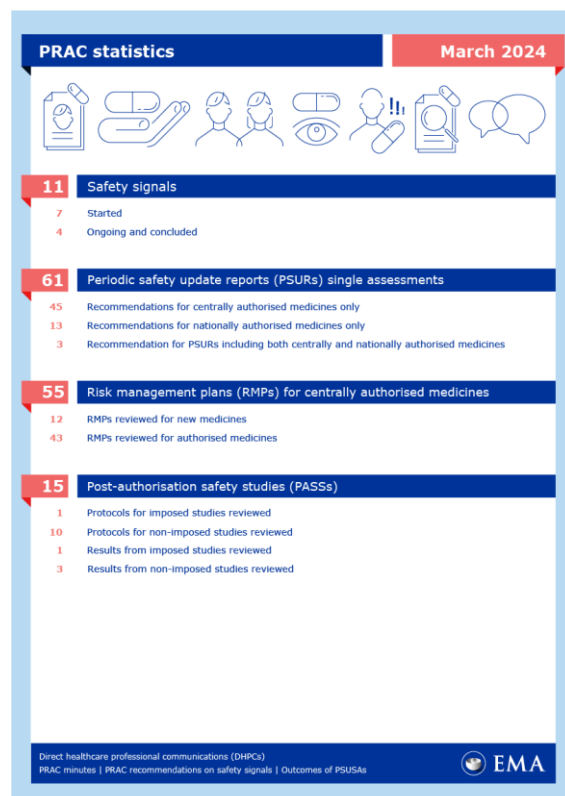 PRAC statistics
March 2024
!!!
11 Safety signals
7 Started
4 Ongoing and concluded
61 Periodic safety update reports (PSURs) single assessments
45 Recommendations for centrally authorised medicines only
13 Recommendations for nationally authorised medicines only
3 Recommendation for PSURs including both centrally and nationally authorised medicines
55 Risk management plans (RMPs) for centrally authorised medicines
12 RMPs reviewed for new medicines
43 RMPs reviewed for authorised medicines
15 Post-authorisation safety studies (PASSs)
1 Protocols for imposed studies reviewed
10 Protocols for non-imposed studies reviewed
1 Results from imposed studies reviewed
3 Results from non-imposed studies reviewed
Direct healthcare professional communications (DHPCs)
PRAC minutes | PRAC recommendations on safety signals | Outcomes of PSUSAs
EMA